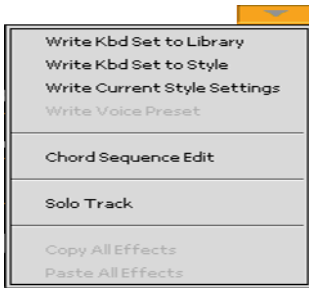 Write Kbd Set to Library
Write Kbd Set to Style
Write Current Style Settings
Write Voice Preset
Chord Sequence Edit
Solo Track
Copy All Effects
Paste All Effects